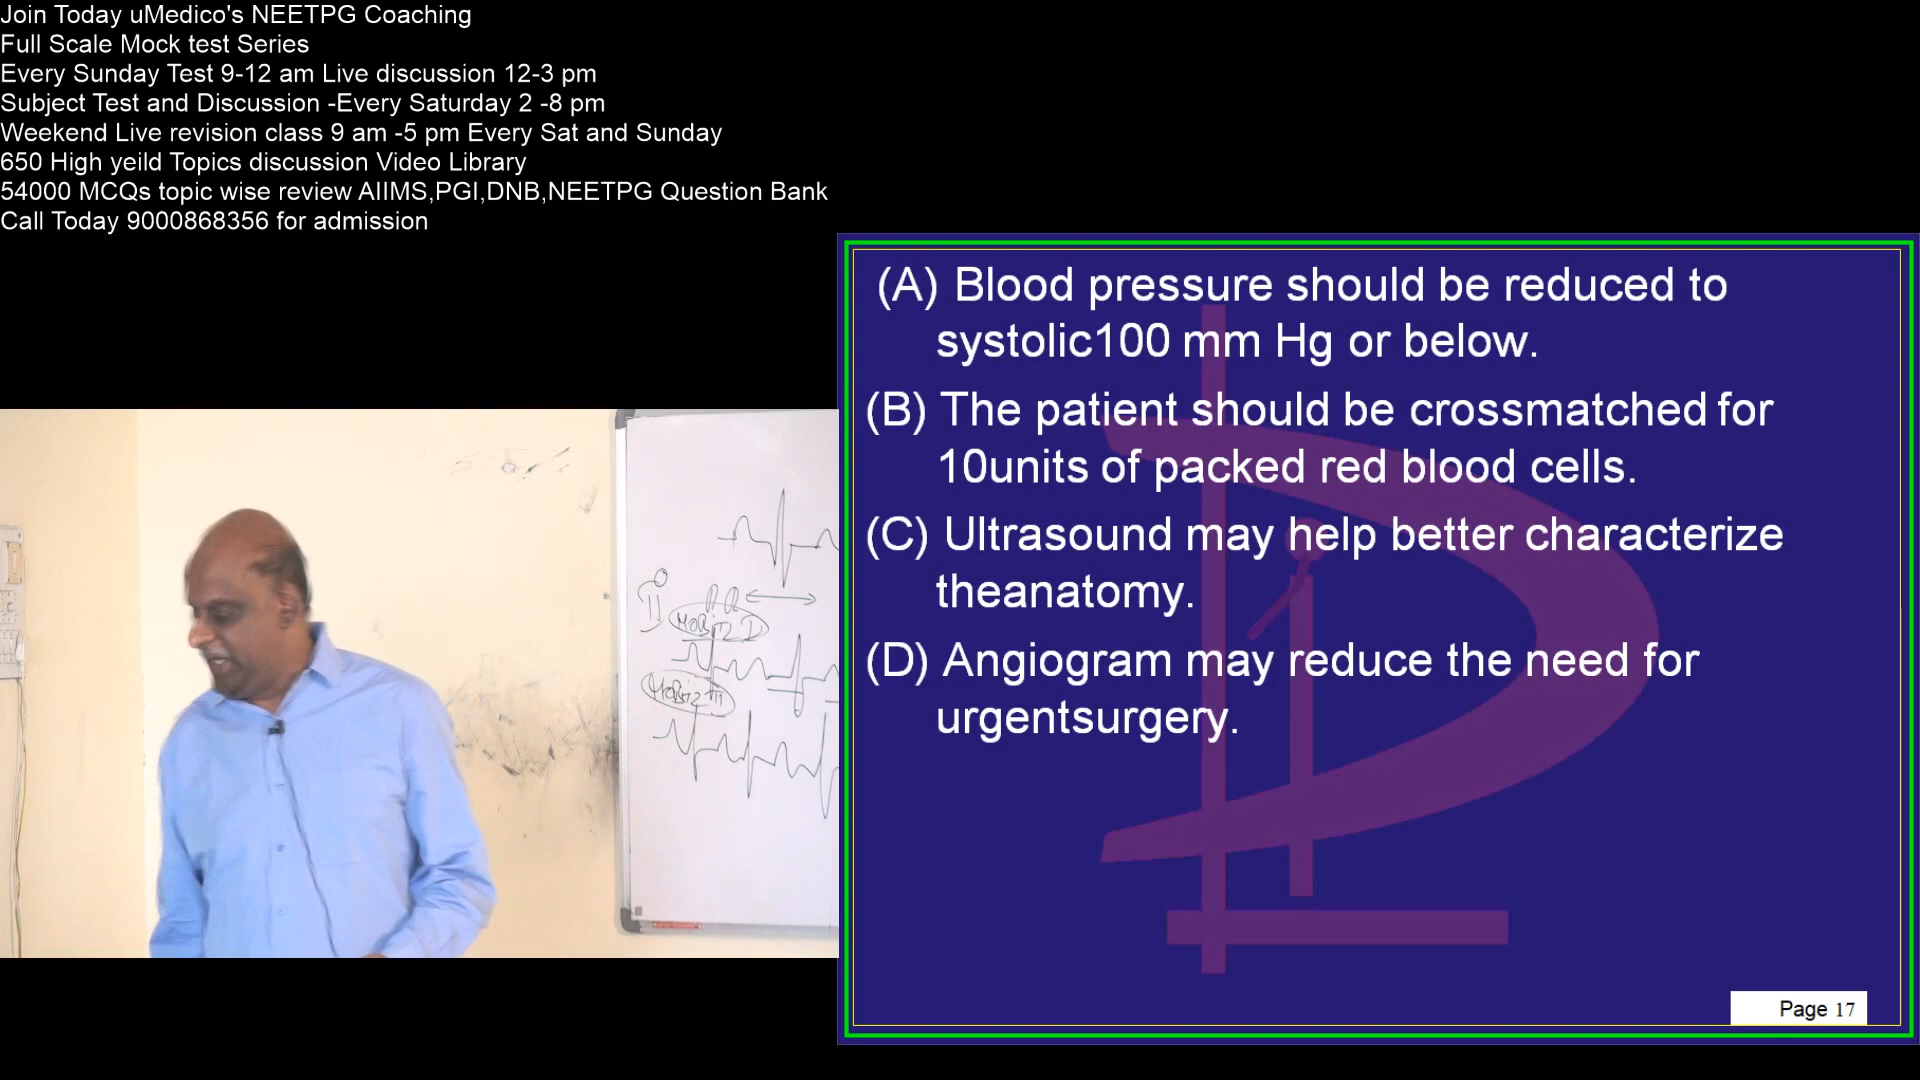 Join Today uMedico's NEETPG Coaching
Full Scale Mock test Series
Every Sunday Test 9-12 am Live discussion 12-3 pm
Subject Test and Discussion -Every Saturday 2 -8 pm
Weekend Live revision class 9 am -5 pm Every Sat and Sunday
650 High yeild Topics discussion Video Library
54000 MCQs topic wise review AIIMS,PGI,DNB,NEETPG Question Bank
Call Today 9000868356 for admission
(A) Blood pressure should be reduced to
systolic100 mm Hg or below.
(B) The patient should be crossmatched for
10units of packed red blood cells.
(C) Ultrasound may help better characterize
theanatomy.
(D) Angiogram may reduce the need for
urgentsurgery.
Page 17